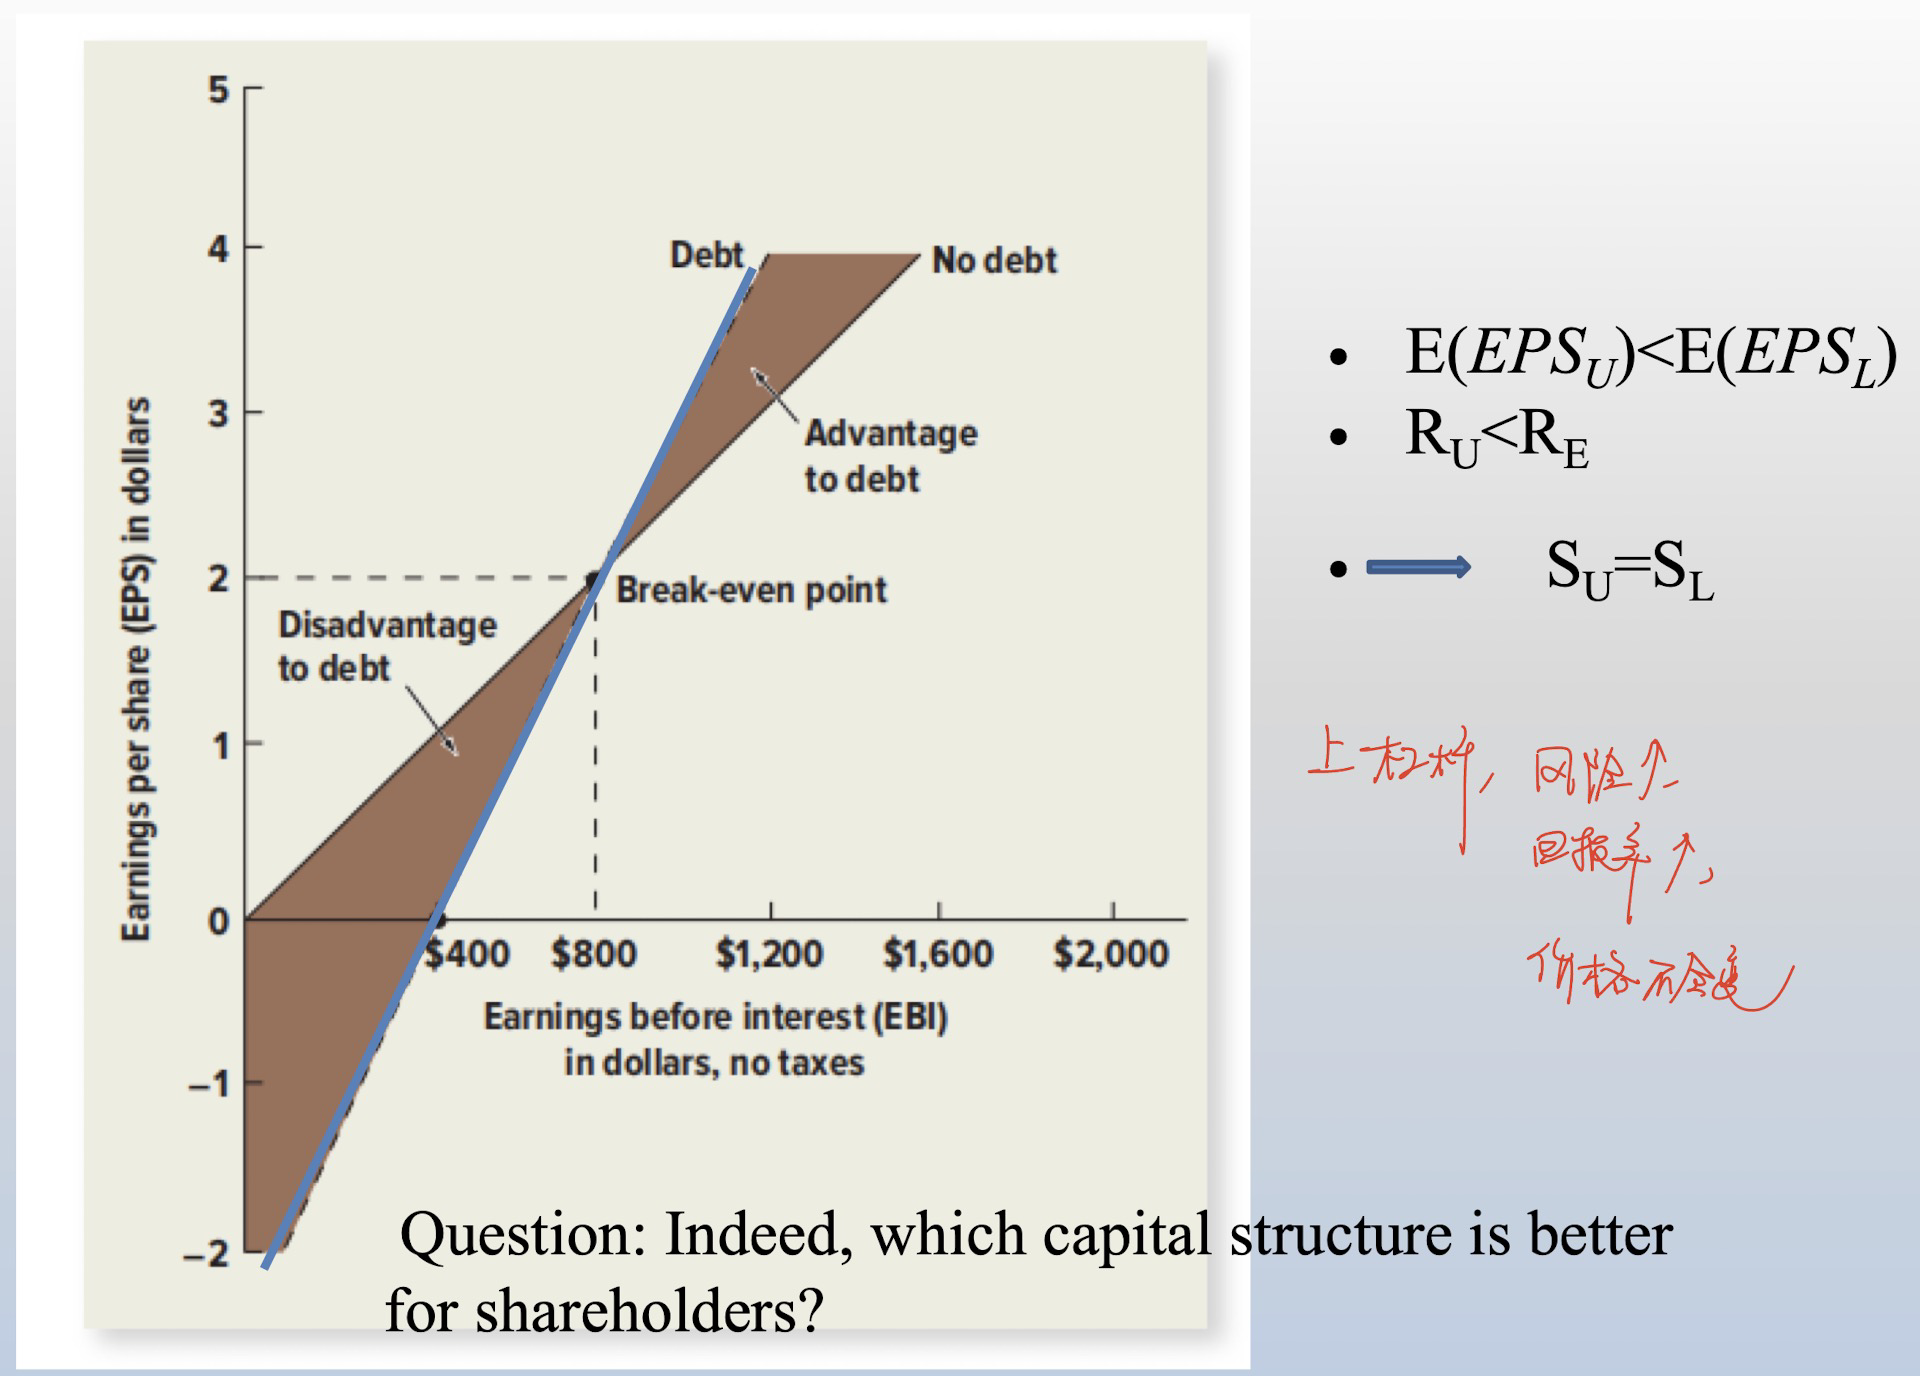 5
4
3
2
1
0
−1
−2
Earnings per share (EPS) in dollars
Debt
No debt
Advantage
to debt
Break-even point
Disadvantage
to debt
$400 $800 $1,200 $1,600 $2,000
Earnings before interest (EBI)
in dollars, no taxes
• E(EPS_U)<E(EPS_L)
• R_U<R_E
• S_U=S_L
上杠杆, 风险↑
回报率↑,
价格不会变
Question: Indeed, which capital structure is better
for shareholders?